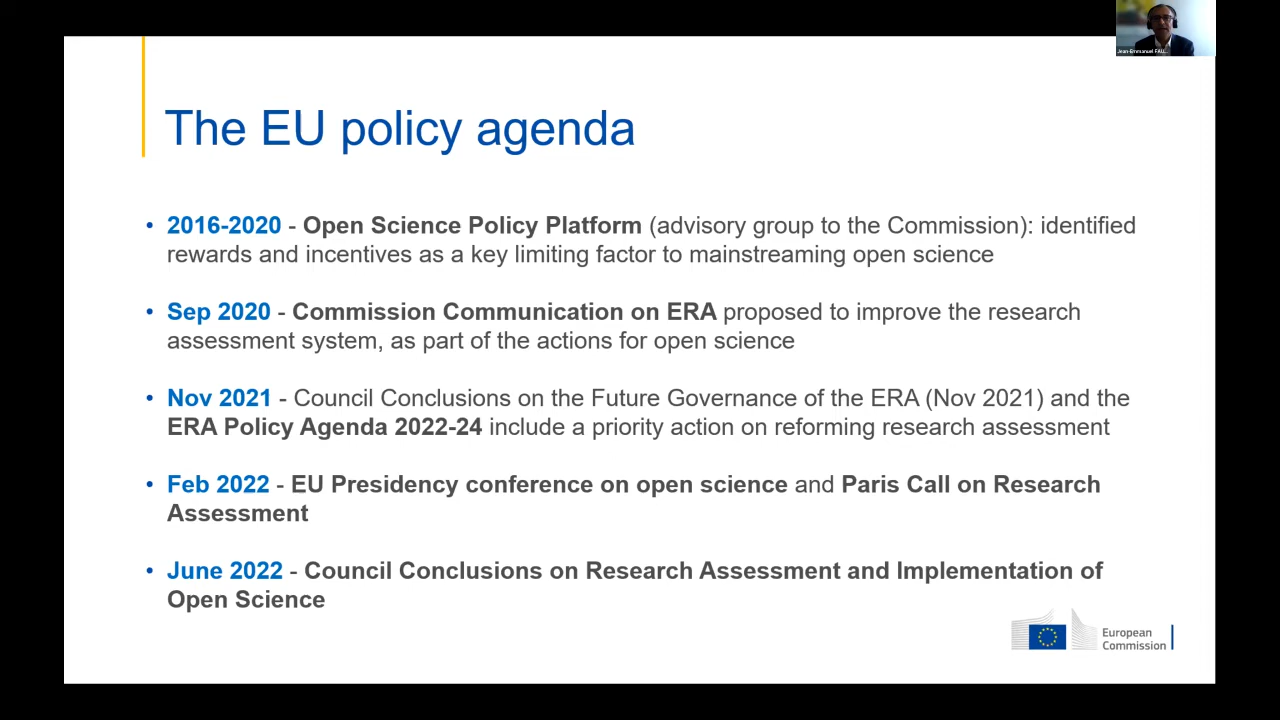 Jean-Emmanuel FAU...
The EU policy agenda
• 2016-2020 - Open Science Policy Platform (advisory group to the Commission): identified
rewards and incentives as a key limiting factor to mainstreaming open science
• Sep 2020 - Commission Communication on ERA proposed to improve the research
assessment system, as part of the actions for open science
• Nov 2021 - Council Conclusions on the Future Governance of the ERA (Nov 2021) and the
ERA Policy Agenda 2022-24 include a priority action on reforming research assessment
• Feb 2022 - EU Presidency conference on open science and Paris Call on Research
Assessment
• June 2022 - Council Conclusions on Research Assessment and Implementation of
Open Science
European
Commission